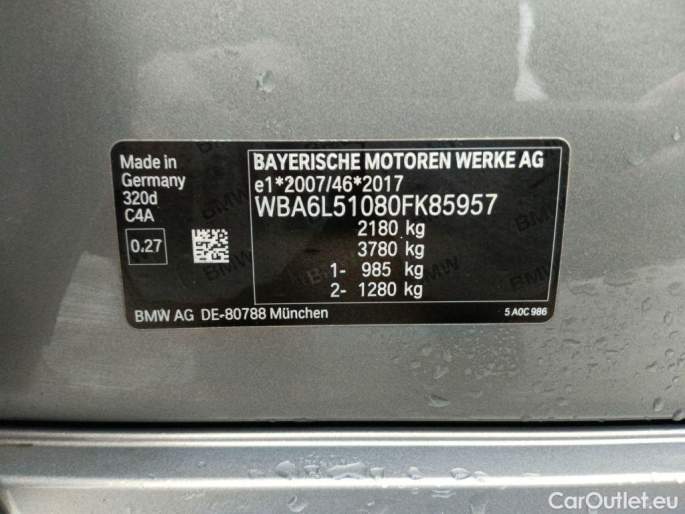 Made in
Germany
320d
C4A
0.27
BAYERISCHE MOTOREN WERKE AG
e1*2007/46*2017
WBA6L51080FK85957
2180 kg
3780 kg
1- 985 kg
2- 1280 kg
BMW AG DE-80788 München
5 A0C 986
CarOutlet.eu